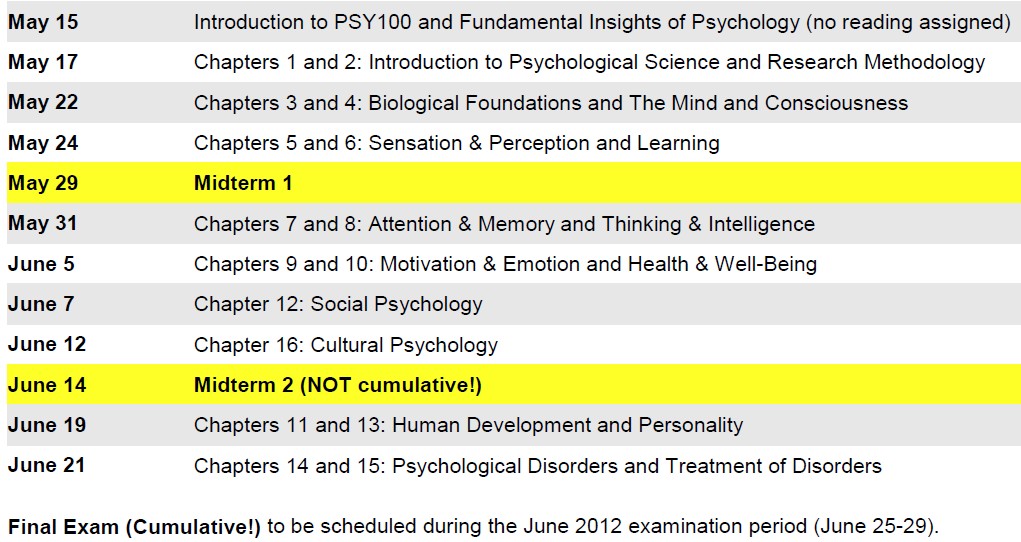 May 15 Introduction to PSY100 and Fundamental Insights of Psychology (no reading assigned)
May 17 Chapters 1 and 2: Introduction to Psychological Science and Research Methodology
May 22 Chapters 3 and 4: Biological Foundations and The Mind and Consciousness
May 24 Chapters 5 and 6: Sensation & Perception and Learning
May 29 Midterm 1
May 31 Chapters 7 and 8: Attention & Memory and Thinking & Intelligence
June 5 Chapters 9 and 10: Motivation & Emotion and Health & Well-Being
June 7 Chapter 12: Social Psychology
June 12 Chapter 16: Cultural Psychology
June 14 Midterm 2 (NOT cumulative!)
June 19 Chapters 11 and 13: Human Development and Personality
June 21 Chapters 14 and 15: Psychological Disorders and Treatment of Disorders
Final Exam (Cumulative!) to be scheduled during the June 2012 examination period (June 25-29).